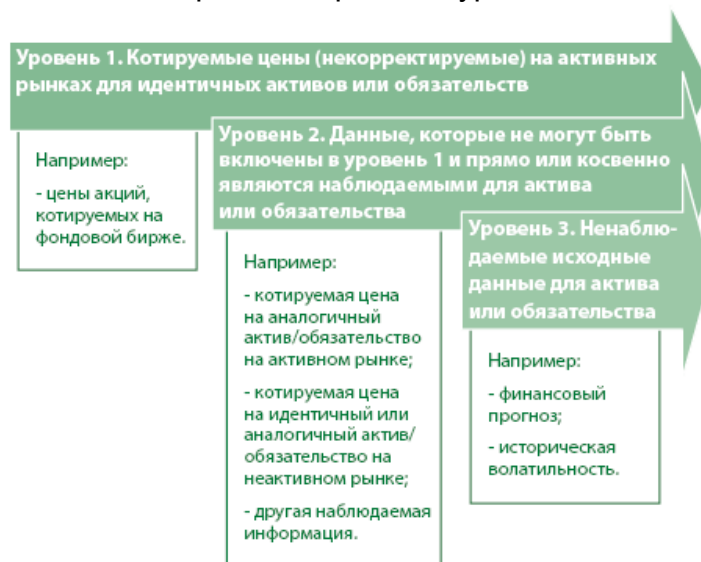 Уровень 1. Котируемые цены (некорректируемые) на активных
рынках для идентичных активов или обязательств
Например:
- цены акций,
котируемых на
фондовой бирже.
Уровень 2. Данные, которые не могут быть
включены в уровень 1 и прямо или косвенно
являются наблюдаемыми для актива
или обязательства
Например:
- котируемая цена
на аналогичный
актив/обязательство
на активном рынке;
- котируемая цена
на идентичный или
аналогичный актив/
обязательство на
неактивном рынке;
- другая наблюдаемая
информация.
Уровень 3. Ненаблю-
даемые исходные
данные для актива
или обязательства
Например:
- финансовый
прогноз;
- историческая
волатильность.